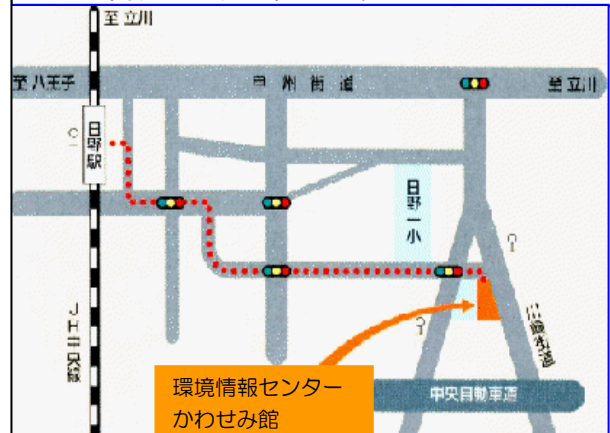 至 立川
至 八王子
甲 州 街 道
至 立川
日野駅
日野一小
川崎街道
JR中央線
環境情報センター
かわせみ館
中央自動車道